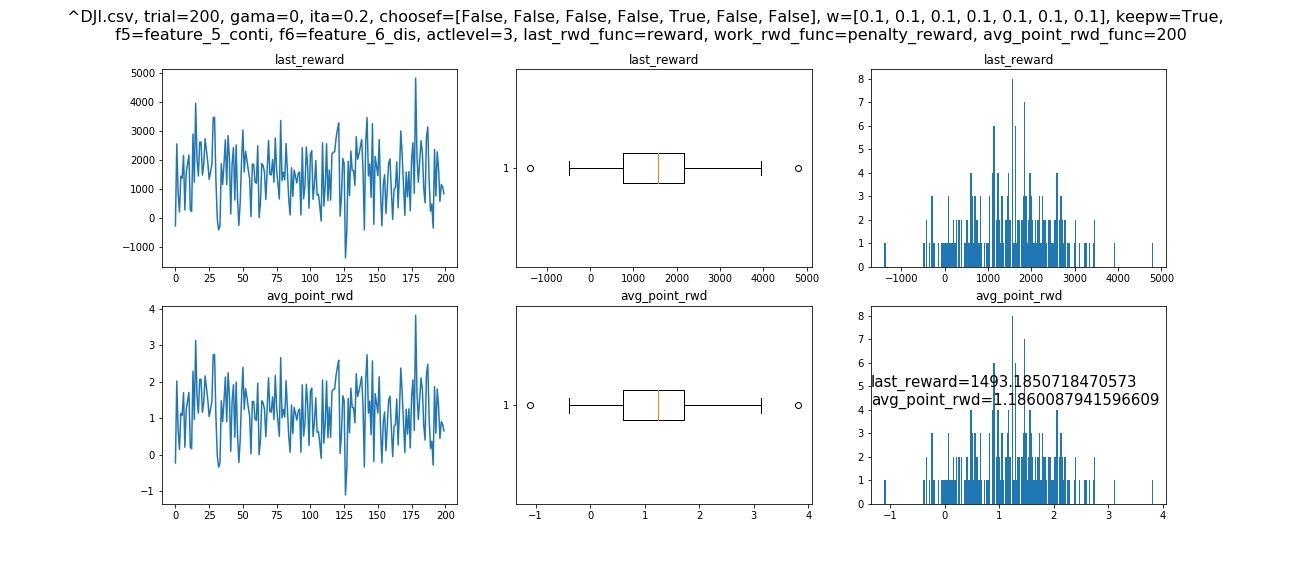 ^DJI.csv, trial=200, gama=0, ita=0.2, choosef=[False, False, False, False, True, False, False], w=[0.1, 0.1, 0.1, 0.1, 0.1, 0.1, 0.1], keepw=True,
f5=feature_5_conti, f6=feature_6_dis, actlevel=3, last_rwd_func=reward, work_rwd_func=penalty_reward, avg_point_rwd_func=200
last_reward
5000
4000
3000
2000
1000
0
−1000
0 25 50 75 100 125 150 175 200
last_reward
1
−1000 0 1000 2000 3000 4000 5000
last_reward
8
7
6
5
4
3
2
1
0
−1000 0 1000 2000 3000 4000 5000
avg_point_rwd
4
3
2
1
0
−1
0 25 50 75 100 125 150 175 200
avg_point_rwd
1
−1 0 1 2 3 4
avg_point_rwd
8
7
6
5
4
3
2
1
0
−1 0 1 2 3 4
last_reward=1493.1850718470573
avg_point_rwd=1.1860087941596609